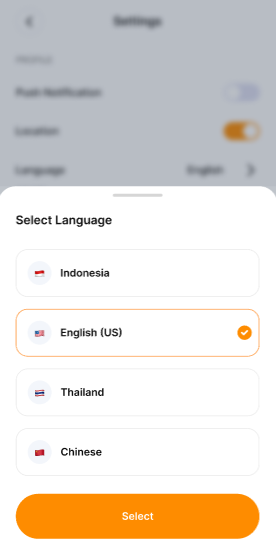 Settings
PROFILE
Push Notification
Location
Language English
Select Language
Indonesia
English (US)
Thailand
Chinese
Select